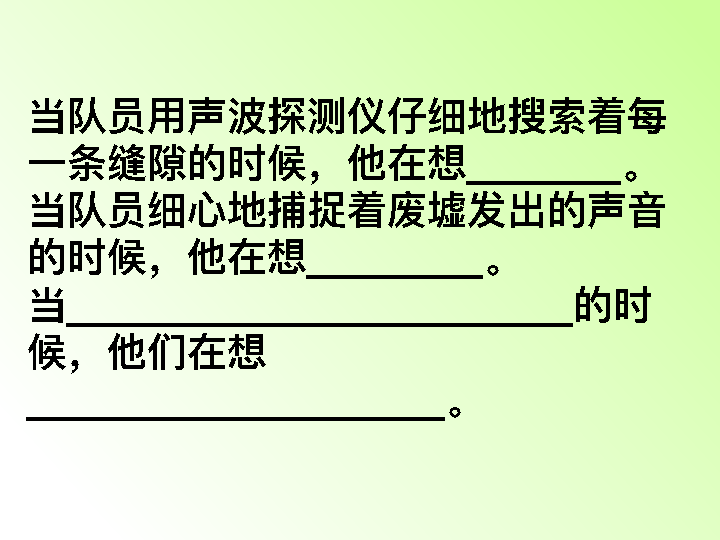 当队员用声波探测仪仔细地搜索着每
一条缝隙的时候，他在想________。
当队员细心地捕捉着废墟发出的声音
的时候，他在想_________。
当__________________________的时
候，他们在想
_____________________。